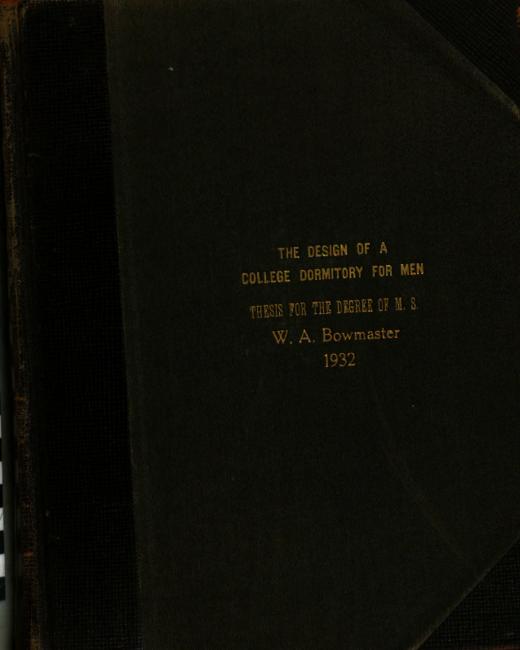 THE DESIGN OF A
COLLEGE DORMITORY FOR MEN
THESIS FOR THE DEGREE OF M. S.
W. A. Bowmaster
1932